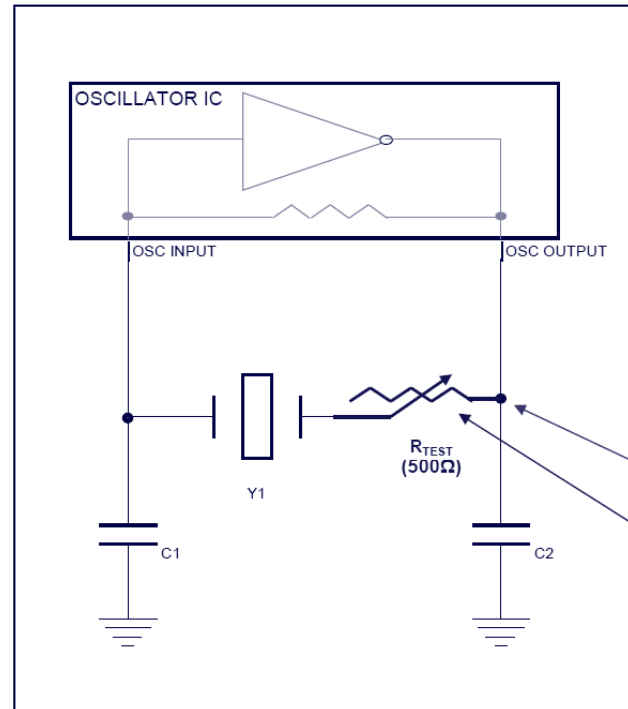 OSCILLATOR IC
OSC INPUT
OSC OUTPUT
RTEST
(500Ω)
Y1
C1
C2